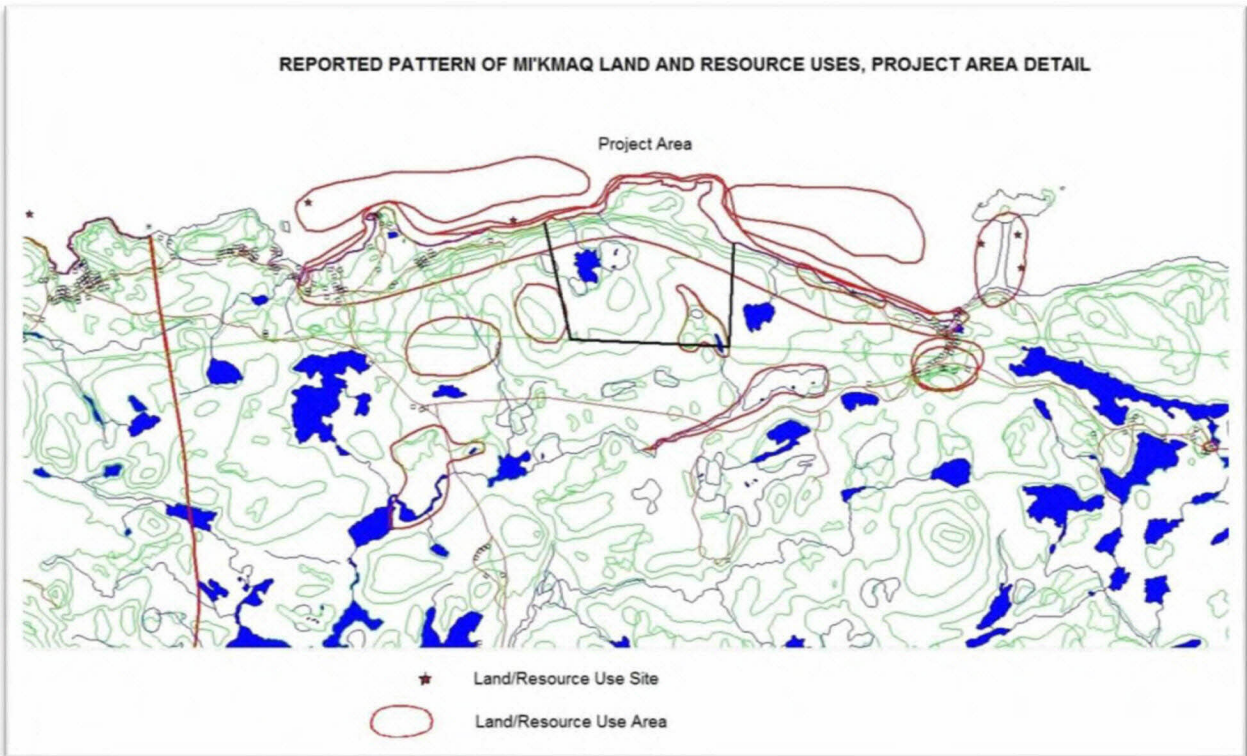 REPORTED PATTERN OF MI'KMAQ LAND AND RESOURCE USES, PROJECT AREA DETAIL
Project Area
Land/Resource Use Site
Land/Resource Use Area